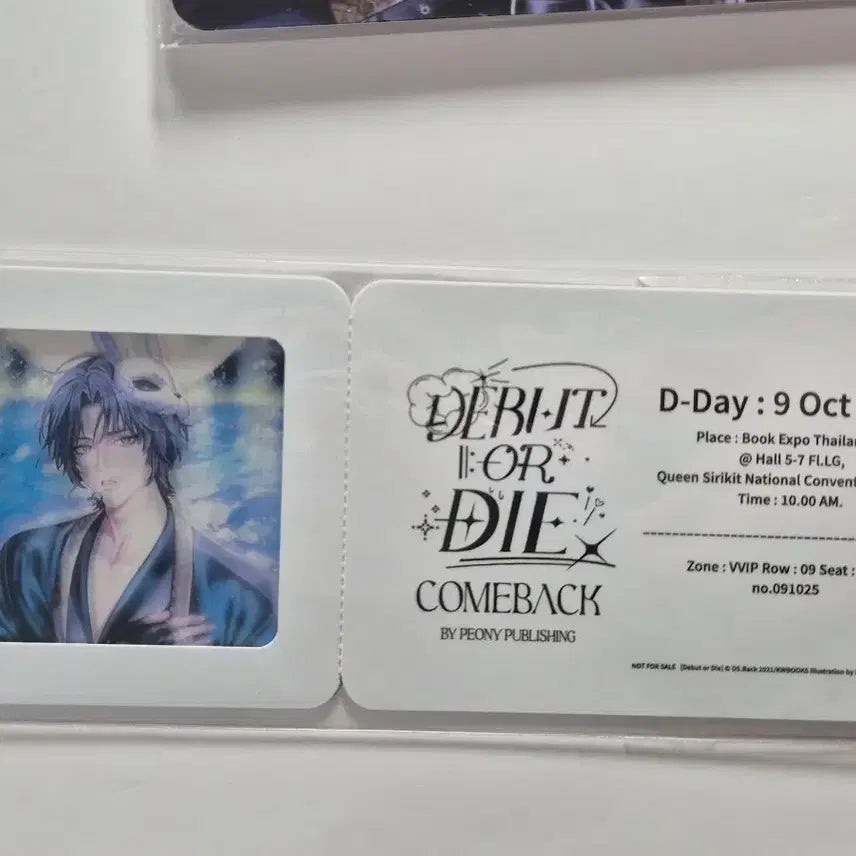 DEBUT
OR
DIE
COMEBACK
BY PEONY PUBLISHING
D-Day : 9 Oct
Place : Book Expo Thaila
@ Hall 5-7 Fl.LG,
Queen Sirikit National Convent
Time : 10.00 AM.
Zone : VVIP Row : 09 Seat :
no.091025
NOT FOR SALE [Debut or Die] © DS.Back 2021/KWBOOKS Illustration by